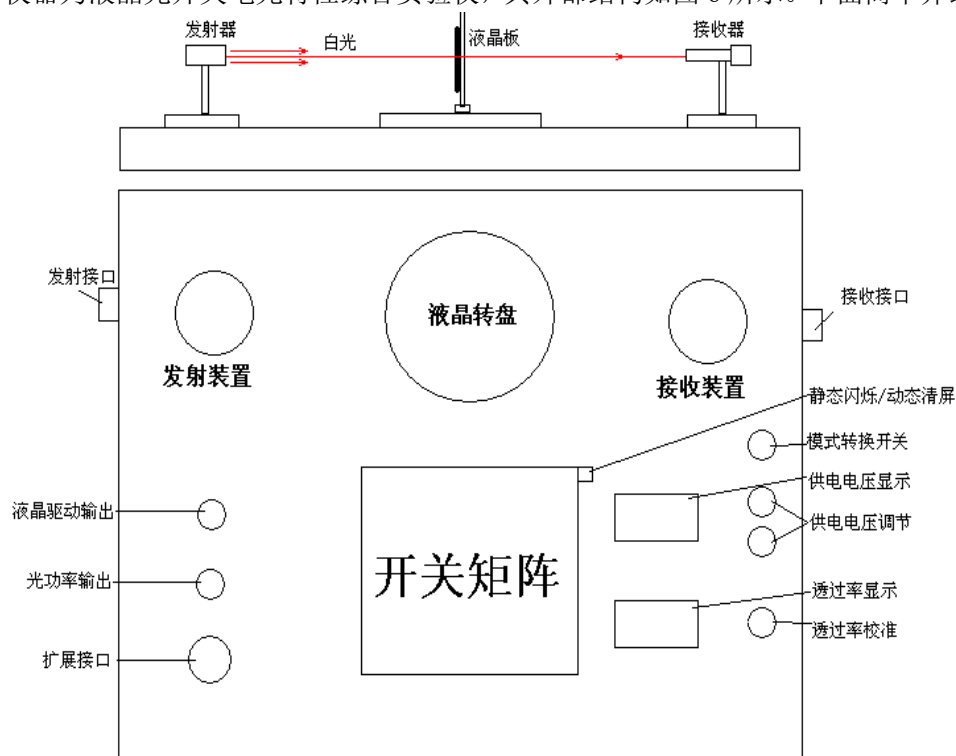 发射器
白光
液晶板
接收器
发射接口
接收接口
液晶转盘
发射装置
接收装置
静态闪烁/动态清屏
模式转换开关
供电电压显示
液晶驱动输出
供电电压调节
开关矩阵
光功率输出
透过率显示
透过率校准
扩展接口